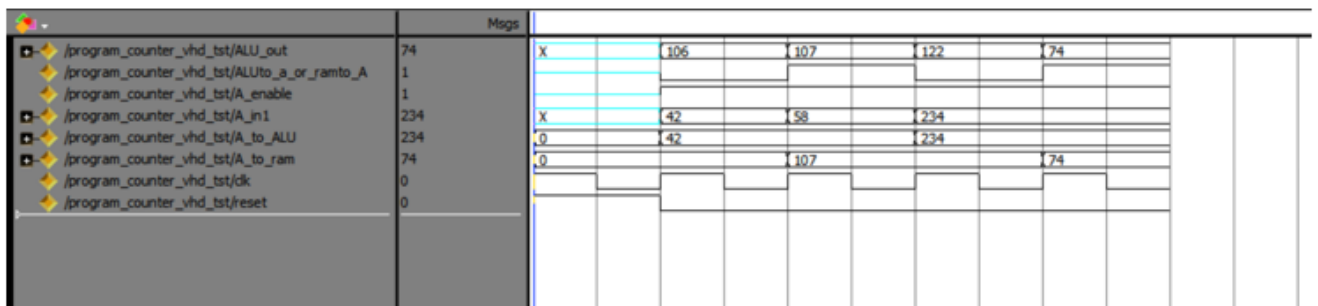 Msgs
/program_counter_vhd_tst/ALU_out 74 X 106 107 122 74
/program_counter_vhd_tst/ALUto_a_or_ramto_A 1
/program_counter_vhd_tst/A_enable 1
/program_counter_vhd_tst/A_in1 234 X 42 58 234
/program_counter_vhd_tst/A_to_ALU 234 0 42 234
/program_counter_vhd_tst/A_to_ram 74 0 107 74
/program_counter_vhd_tst/clk 0
/program_counter_vhd_tst/reset 0